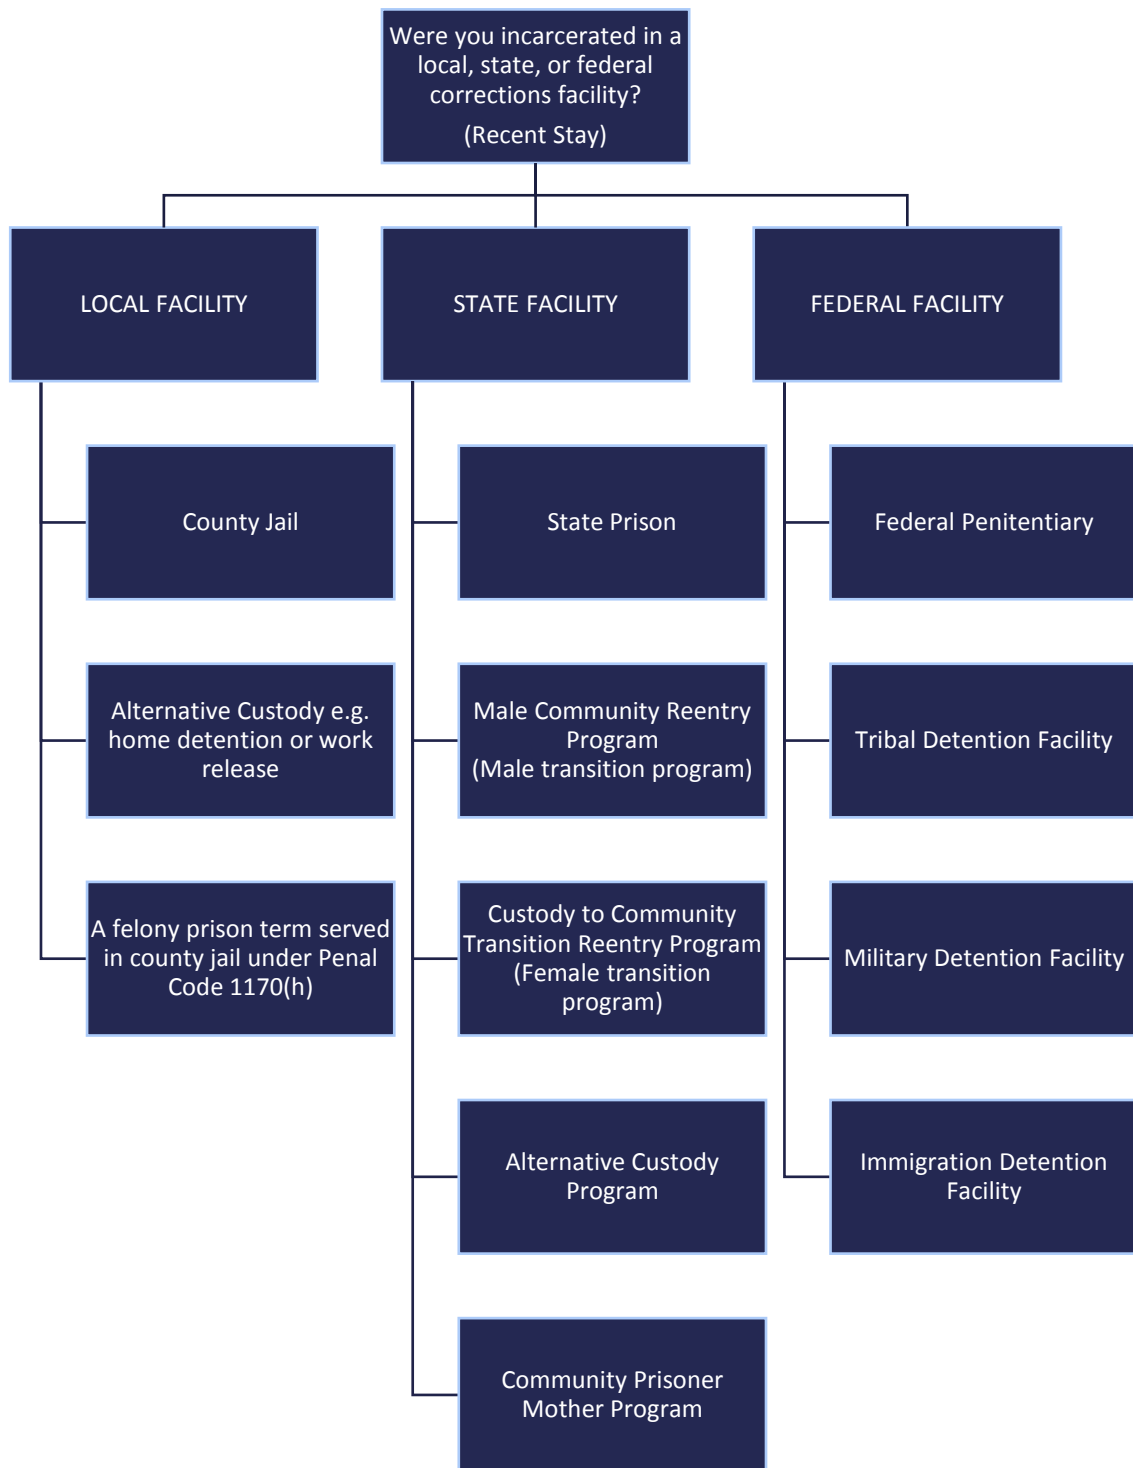 Were you incarcerated in a
local, state, or federal
corrections facility?
(Recent Stay)
LOCAL FACILITY
STATE FACILITY
FEDERAL FACILITY
County Jail
State Prison
Federal Penitentiary
Alternative Custody e.g.
home detention or work
release
Male Community Reentry
Program
(Male transition program)
Tribal Detention Facility
A felony prison term served
in county jail under Penal
Code 1170(h)
Custody to Community
Transition Reentry Program
(Female transition
program)
Military Detention Facility
Alternative Custody
Program
Immigration Detention
Facility
Community Prisoner
Mother Program